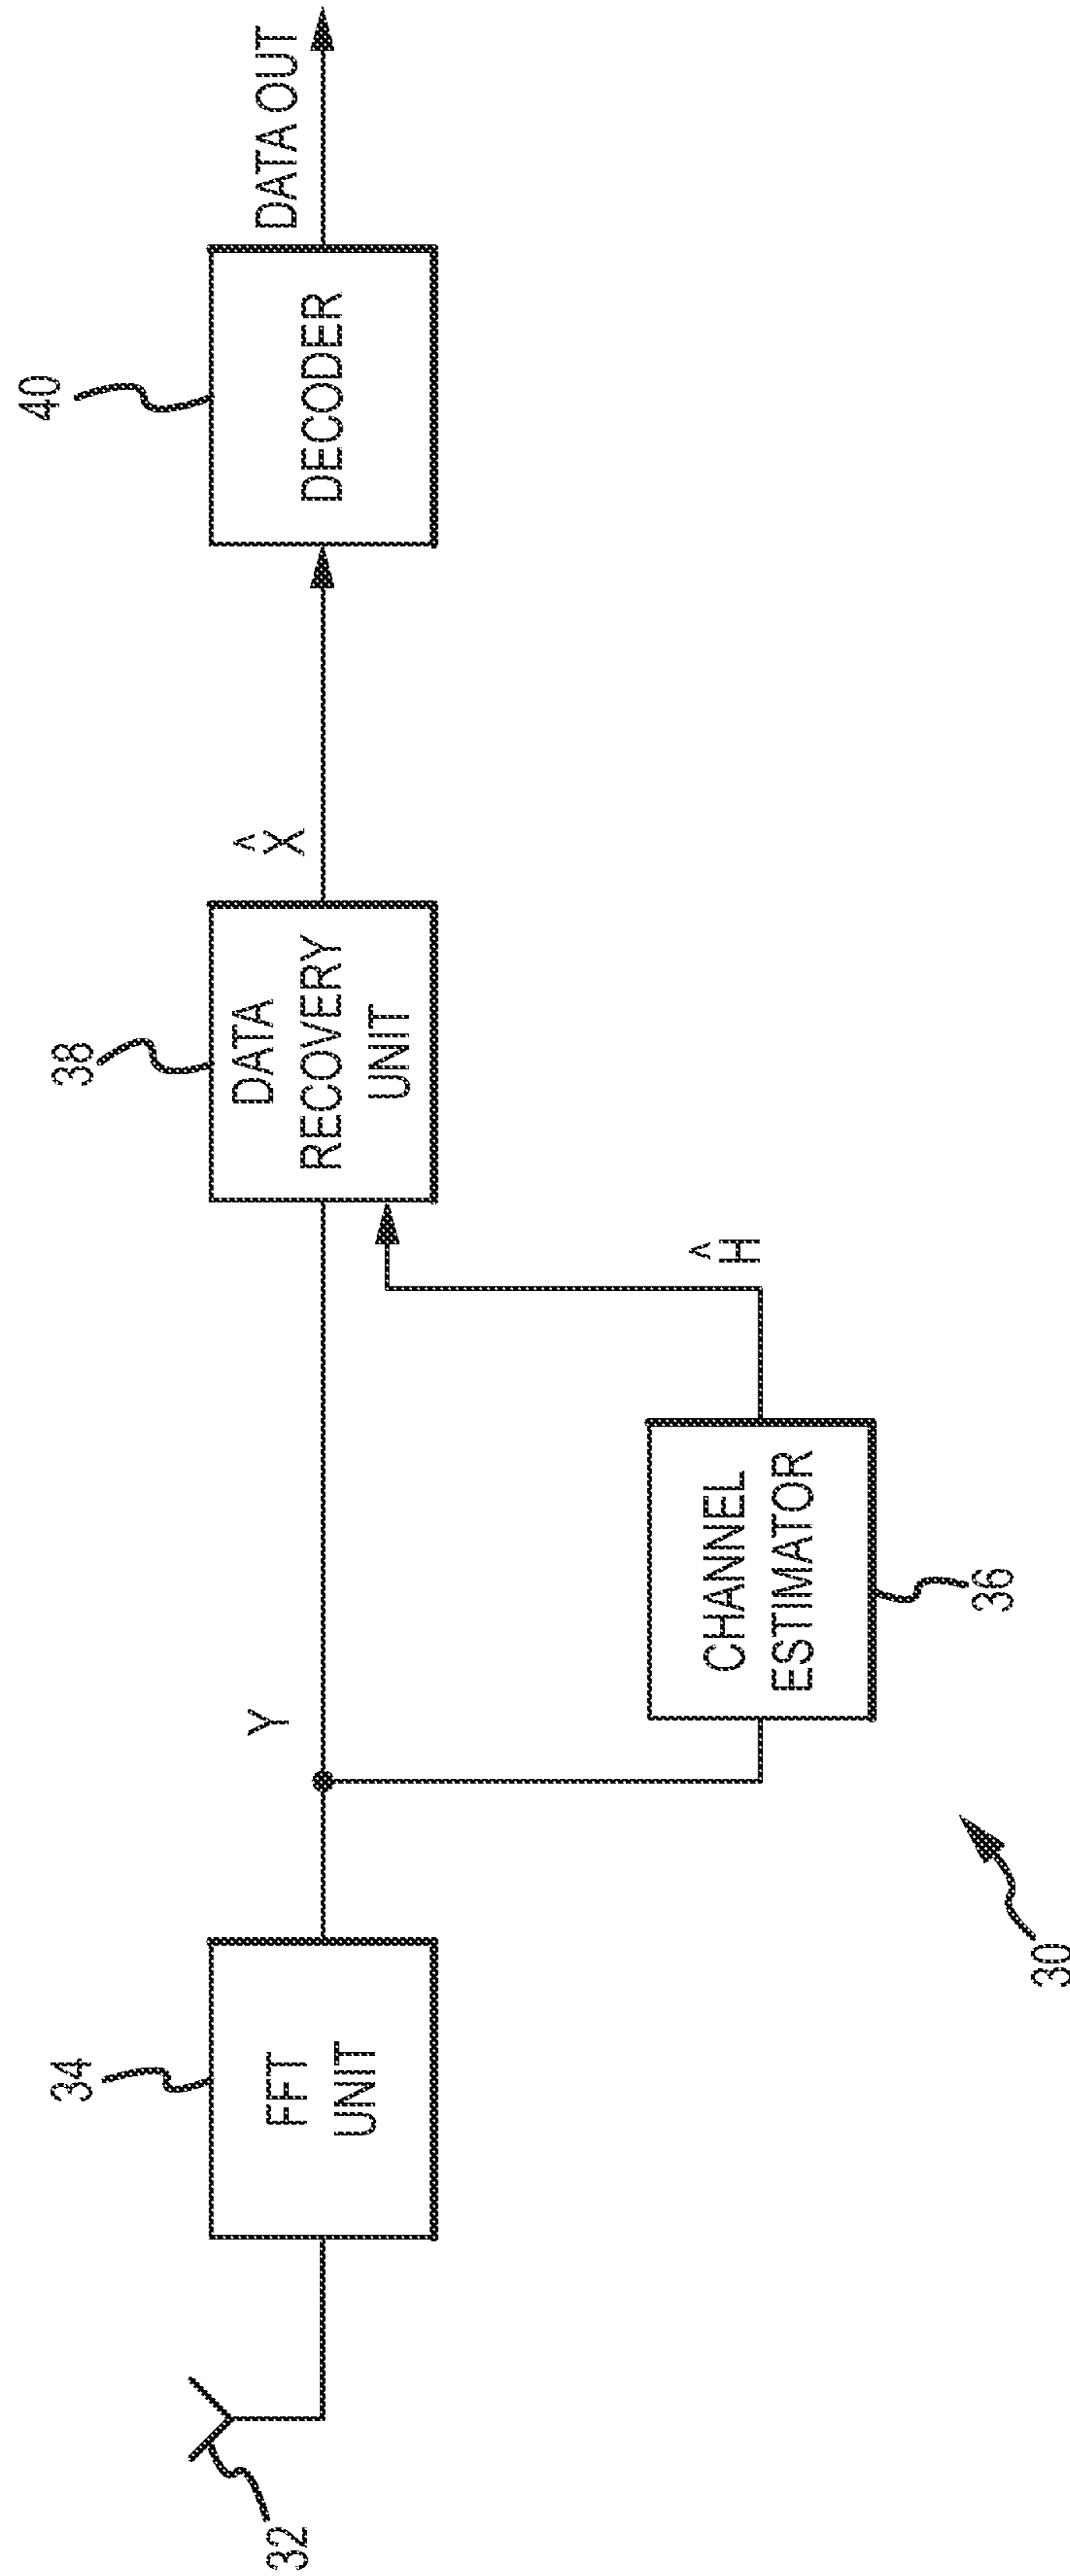 32
34
FFT
UNIT
Y
38
DATA
RECOVERY
UNIT
^
X
40
DECODER
DATA OUT
^
H
CHANNEL
ESTIMATOR
36
30